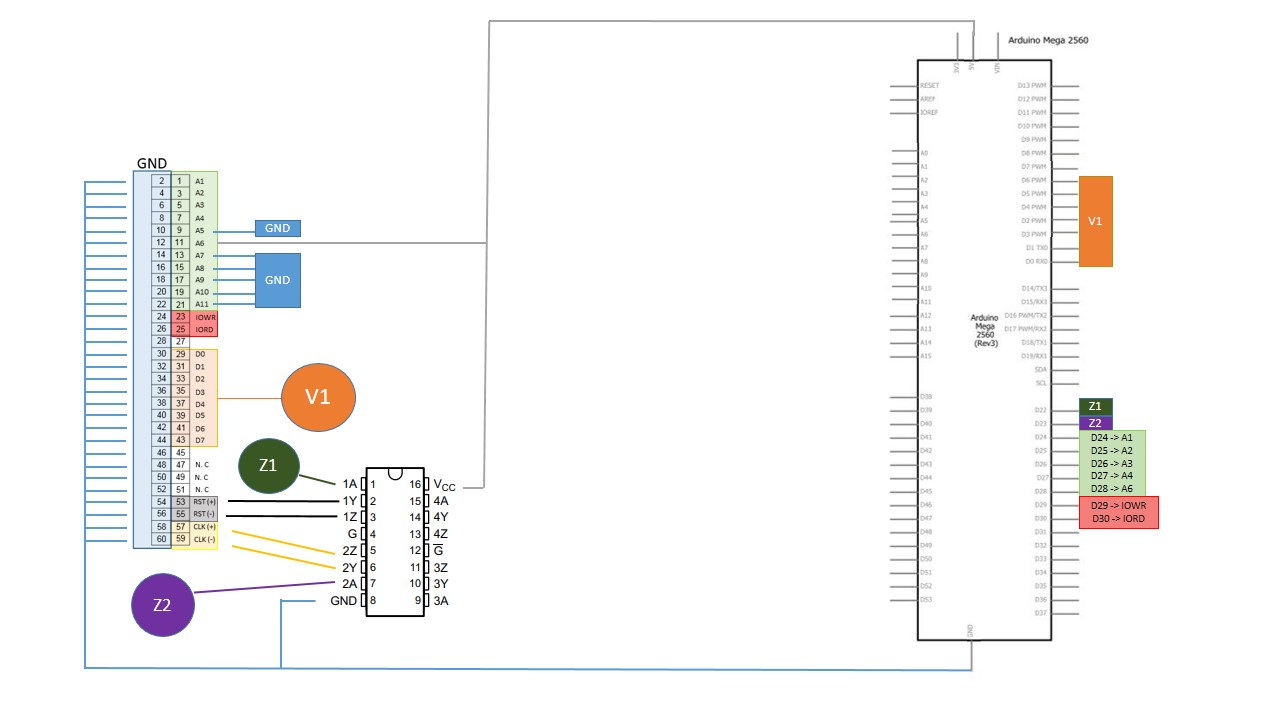 Arduino Mega 2560
3V3 5V VIN
GND
2 1 A1
4 3 A2
6 5 A3
8 7 A4
10 9 A5
12 11 A6
14 13 A7
16 15 A8
18 17 A9
20 19 A10
22 21 A11
24 23 IOWR
26 25 IORD
28 27
30 29 D0
32 31 D1
34 33 D2
36 35 D3
38 37 D4
40 39 D5
42 41 D6
44 43 D7
46 45
48 47 N. C
50 49 N. C
52 51 N. C
54 53 RST (+)
56 55 RST (-)
58 57 CLK (+)
60 59 CLK (-)
GND
GND
V1
Z1
Z2
1A 1 16 VCC
1Y 2 15 4A
1Z 3 14 4Y
G 4 13 4Z
2Z 5 12 G
2Y 6 11 3Z
2A 7 10 3Y
GND 8 9 3A
RESET D13 PWM
AREF D12 PWM
IOREF D11 PWM
D10 PWM
D9 PWM
A0 D8 PWM
A1 D7 PWM
A2 D6 PWM
A3 D5 PWM
A4 D4 PWM
A5 D2 PWM
A6 D3 PWM
A7 D1 TX0
A8 D0 RX0
A9
A10 D14/TX3
A11 D15/RX3
A12 D16 PWM/TX2
A13 D17 PWM/RX2
A14 D18/TX1
A15 D19/RX1
SDA
SCL
Arduino
Mega
2560
(Rev3)
D38
D39 D22
D40 D23
D41 D24
D42 D25
D43 D26
D44 D27
D45 D28
D46 D29
D47 D30
D48 D31
D49 D32
D50 D33
D51 D34
D52 D35
D53 D36
D37
GND
V1
Z1
Z2
D24 -> A1
D25 -> A2
D26 -> A3
D27 -> A4
D28 -> A6
D29 -> IOWR
D30 -> IORD